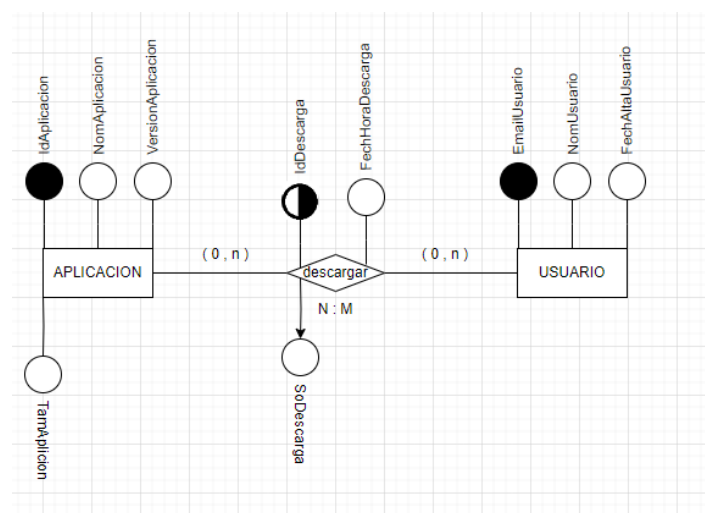 IdAplicacion
NomAplicacion
VersionAplicacion
IdDescarga
FechHoraDescarga
EmailUsuario
NomUsuario
FechAltaUsuario
APLICACION
( 0 , n )
descargar
( 0 , n )
USUARIO
N : M
TamAplicion
SoDescarga